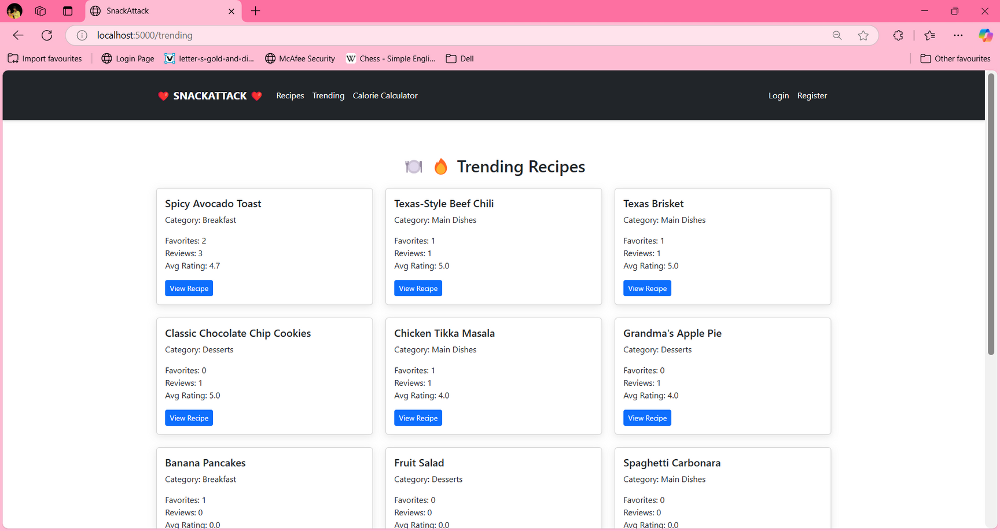 SnackAttack
localhost:5000/trending
Import favourites
Login Page
letter-s-gold-and-di...
McAfee Security
W Chess - Simple Engli...
Dell
Other favourites
SNACKATTACK
Recipes
Trending
Calorie Calculator
Login
Register
Trending Recipes
Spicy Avocado Toast
Category: Breakfast
Favorites: 2
Reviews: 3
Avg Rating: 4.7
View Recipe
Texas-Style Beef Chili
Category: Main Dishes
Favorites: 1
Reviews: 1
Avg Rating: 5.0
View Recipe
Texas Brisket
Category: Main Dishes
Favorites: 1
Reviews: 1
Avg Rating: 5.0
View Recipe
Classic Chocolate Chip Cookies
Category: Desserts
Favorites: 0
Reviews: 1
Avg Rating: 5.0
View Recipe
Chicken Tikka Masala
Category: Main Dishes
Favorites: 1
Reviews: 1
Avg Rating: 4.0
View Recipe
Grandma's Apple Pie
Category: Desserts
Favorites: 0
Reviews: 1
Avg Rating: 4.0
View Recipe
Banana Pancakes
Category: Breakfast
Favorites: 1
Reviews: 0
Avg Rating: 0.0
Fruit Salad
Category: Desserts
Favorites: 0
Reviews: 0
Avg Rating: 0.0
Spaghetti Carbonara
Category: Main Dishes
Favorites: 0
Reviews: 0
Avg Rating: 0.0